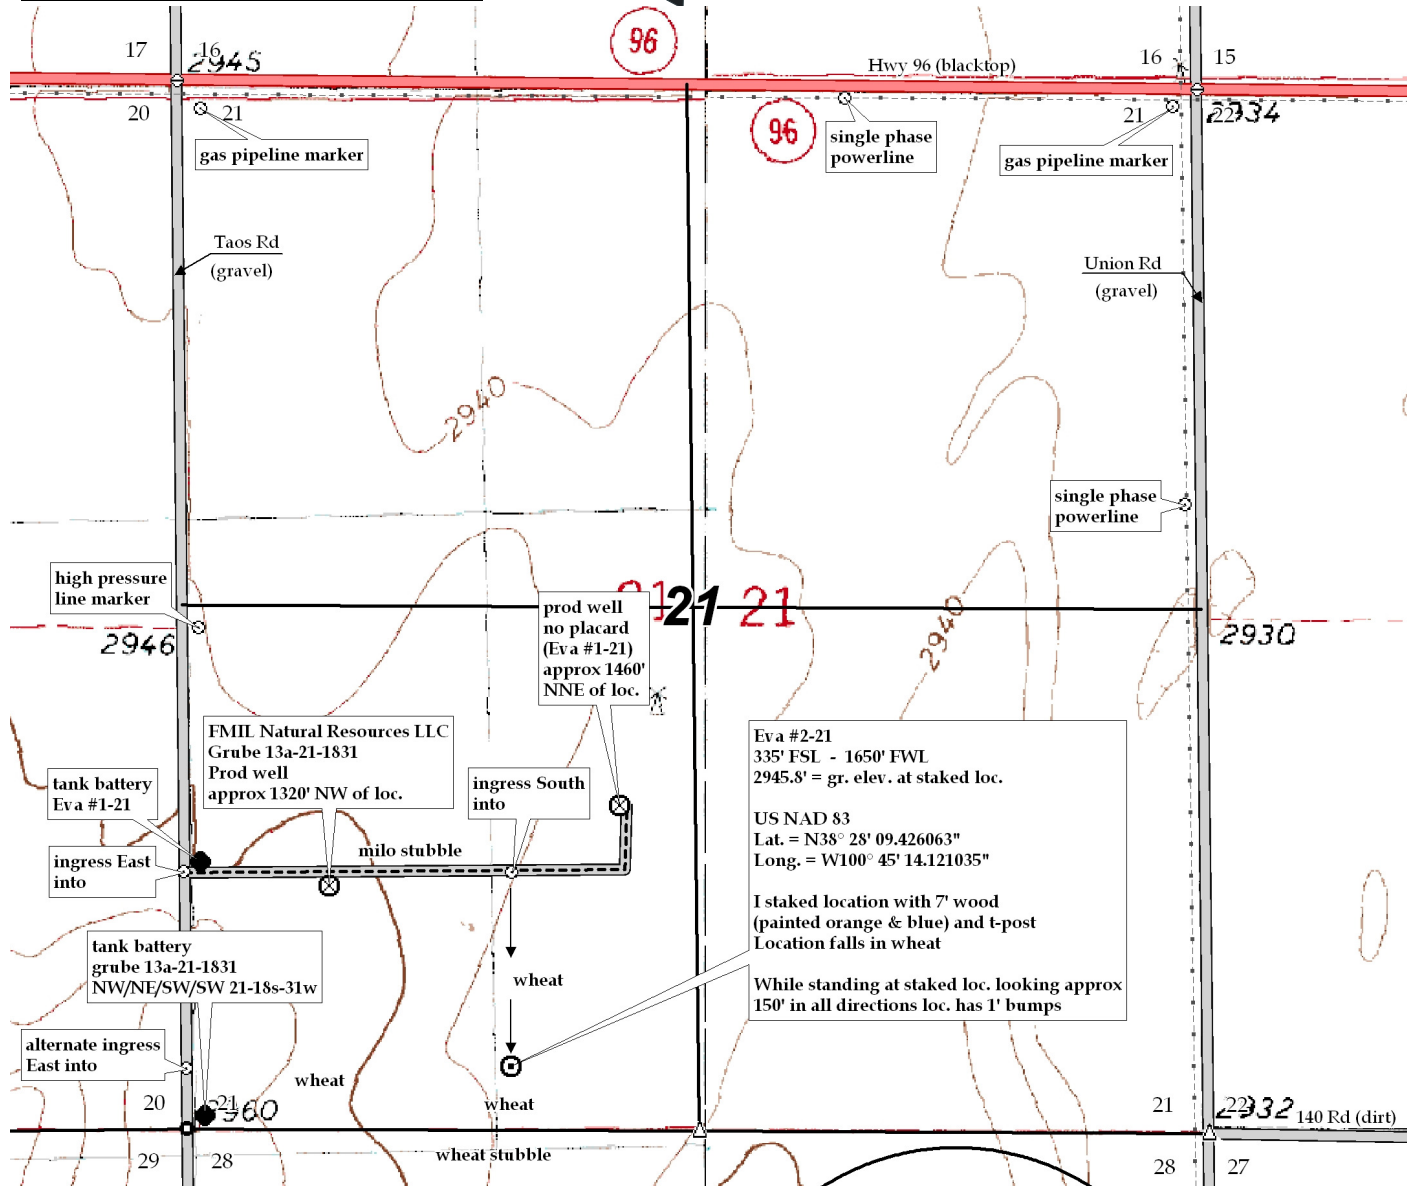 96
17
16
2945
Hwy 96 (blacktop)
16
15
20
21
gas pipeline marker
96
single phase
powerline
21
22
2934
gas pipeline marker
Taos Rd
(gravel)
Union Rd
(gravel)
2940
single phase
powerline
high pressure
line marker
2946
prod well
no placard
(Eva #1-21)
approx 1460'
NNE of loc.
21
21
21
2940
2930
FMIL Natural Resources LLC
Grube 13a-21-1831
Prod well
approx 1320' NW of loc.
tank battery
Eva #1-21
ingress South
into
Eva #2-21
335' FSL - 1650' FWL
2945.8' = gr. elev. at staked loc.
US NAD 83
Lat. = N38° 28' 09.426063"
Long. = W100° 45' 14.121035"
I staked location with 7' wood
(painted orange & blue) and t-post
Location falls in wheat
While standing at staked loc. looking approx
150' in all directions loc. has 1' bumps
ingress East
into
milo stubble
tank battery
grube 13a-21-1831
NW/NE/SW/SW 21-18s-31w
wheat
alternate ingress
East into
wheat
wheat
20
21
2960
21
22
2932
140 Rd (dirt)
29
28
wheat stubble
28
27